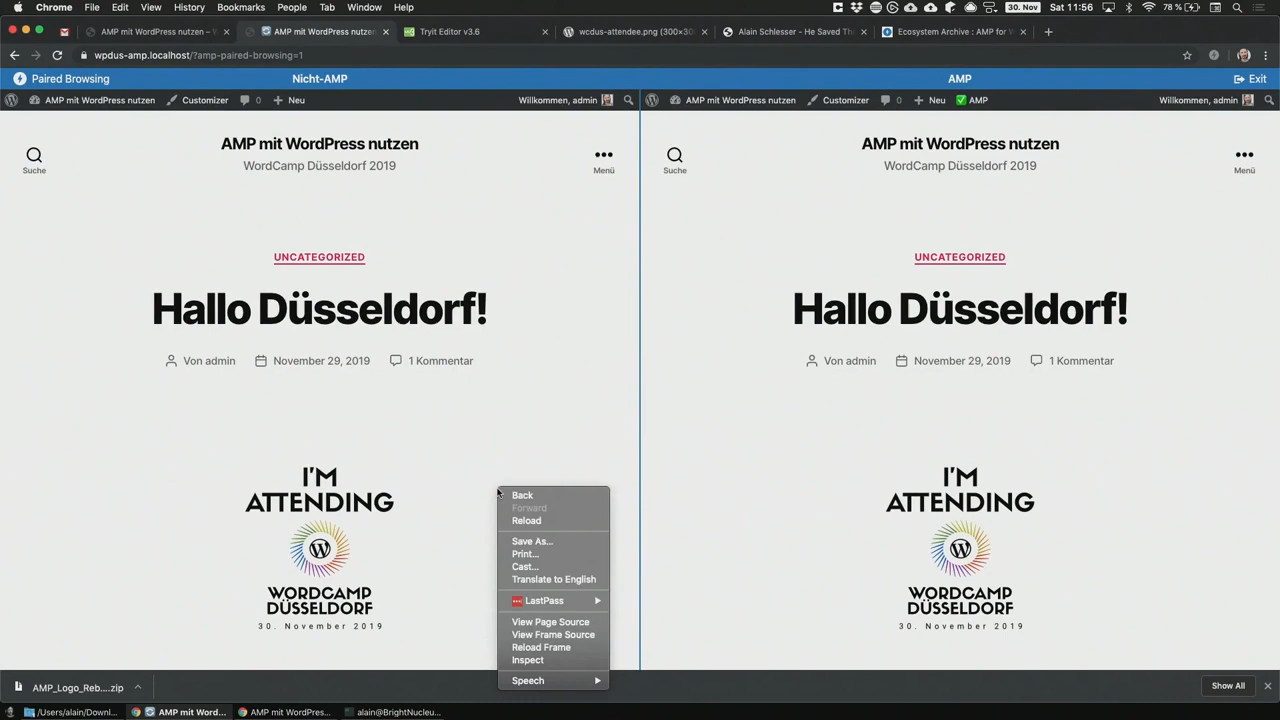 Chrome File Edit View History Bookmarks People Tab Window Help 30. Nov Sat 11:56 78 %
AMP mit WordPress nutzen – W AMP mit WordPress nutzen Tryit Editor v3.6 wcdus-attendee.png (300×30 Alain Schlesser - He Saved The Ecosystem Archive : AMP for W
wpdus-amp.localhost/?amp-paired-browsing=1
Paired Browsing Nicht-AMP AMP Exit
AMP mit WordPress nutzen Customizer 0 Neu Willkommen, admin AMP mit WordPress nutzen Customizer 0 Neu AMP Willkommen, admin
AMP mit WordPress nutzen
WordCamp Düsseldorf 2019
Suche
Menü
UNCATEGORIZED
Hallo Düsseldorf!
Von admin November 29, 2019 1 Kommentar
I'M
ATTENDING
WORDCAMP
DÜSSELDORF
30. November 2019
Back
Forward
Reload
Save As...
Print...
Cast...
Translate to English
LastPass
View Page Source
View Frame Source
Reload Frame
Inspect
Speech
AMP mit WordPress nutzen
WordCamp Düsseldorf 2019
Suche
Menü
UNCATEGORIZED
Hallo Düsseldorf!
Von admin November 29, 2019 1 Kommentar
I'M
ATTENDING
WORDCAMP
DÜSSELDORF
30. November 2019
AMP_Logo_Reb....zip Show All
/Users/alain/Downl... AMP mit Word... AMP mit WordPres... alain@BrightNucleu...